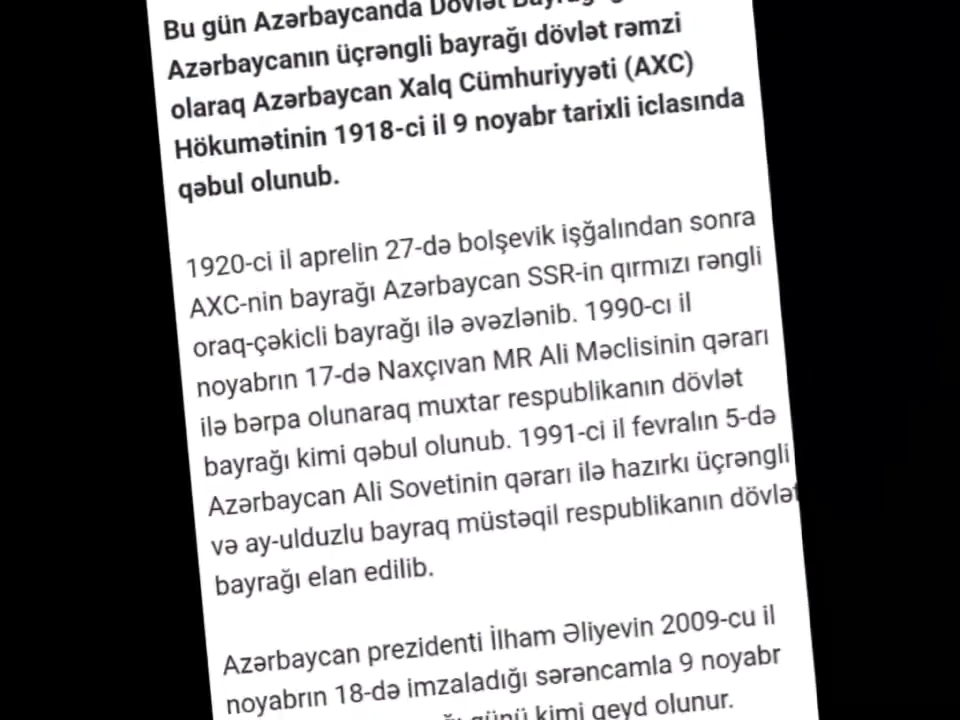 Bu gün Azərbaycanda Dövlət
Azərbaycanın üçrəngli bayrağı dövlət rəmzi
olaraq Azərbaycan Xalq Cümhuriyyəti (AXC)
Hökumətinin 1918-ci il 9 noyabr tarixli iclasında
qəbul olunub.
1920-ci il aprelin 27-də bolşevik işğalından sonra
AXC-nin bayrağı Azərbaycan SSR-in qırmızı rəngli
oraq-çəkicli bayrağı ilə əvəzlənib. 1990-cı il
noyabrın 17-də Naxçıvan MR Ali Məclisinin qərarı
ilə bərpa olunaraq muxtar respublikanın dövlət
bayrağı kimi qəbul olunub. 1991-ci il fevralın 5-də
Azərbaycan Ali Sovetinin qərarı ilə hazırkı üçrəngli
və ay-ulduzlu bayraq müstəqil respublikanın dövlət
bayrağı elan edilib.
Azərbaycan prezidenti İlham Əliyevin 2009-cu il
noyabrın 18-də imzaladığı sərəncamla 9 noyabr
günü kimi qeyd olunur.